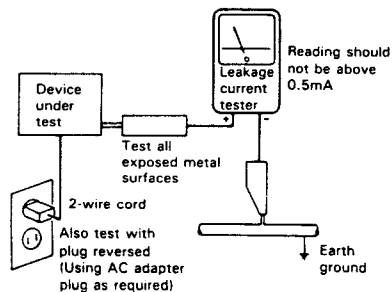 Device
under
test
Leakage
current
tester
+ -
Reading should
not be above
0.5mA
Test all
exposed metal
surfaces
2-wire cord
Also test with
plug reversed
(Using AC adapter
plug as required)
Earth
ground